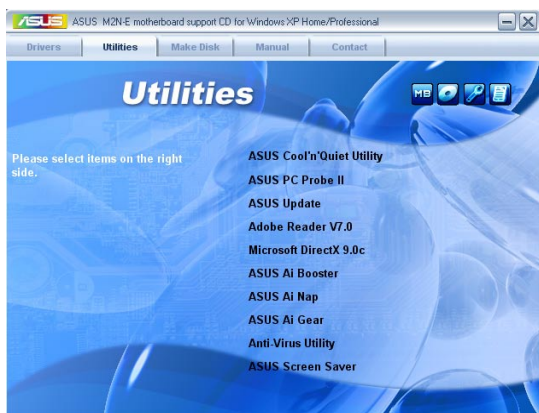 ASUS ASUS M2N-E motherboard support CD for Windows XP Home/Professional
Drivers Utilities Make Disk Manual Contact
Utilities
MB
Please select items on the right
side.
ASUS Cool'n'Quiet Utility
ASUS PC Probe II
ASUS Update
Adobe Reader V7.0
Microsoft DirectX 9.0c
ASUS Ai Booster
ASUS Ai Nap
ASUS Ai Gear
Anti-Virus Utility
ASUS Screen Saver